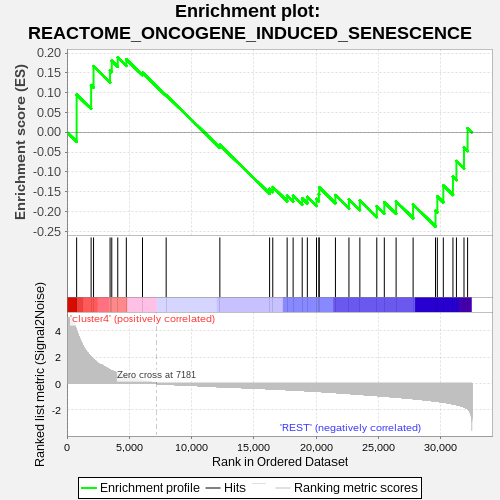 Enrichment plot:
REACTOME_ONCOGENE_INDUCED_SENESCENCE
Enrichment score (ES)
0.20
0.15
0.10
0.05
0.00
-0.05
-0.10
-0.15
-0.20
-0.25
'cluster4' (positively correlated)
Zero cross at 7181
'REST' (negatively correlated)
Ranked list metric (Signal2Noise)
4
2
0
-2
0
5,000
10,000
15,000
20,000
25,000
30,000
Rank in Ordered Dataset
Enrichment profile
Hits
Ranking metric scores